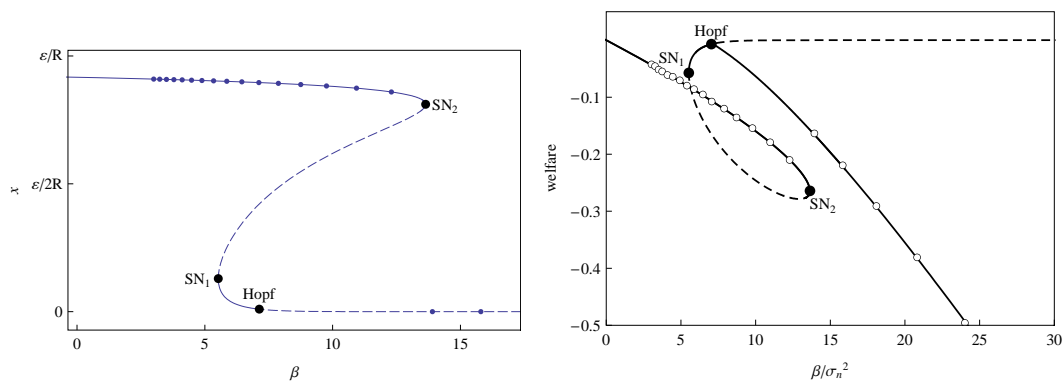 ε/R
ε/2R
0
x
SN2
SN1
Hopf
0
5
10
15
β
Hopf
SN1
SN2
-0.1
-0.2
-0.3
-0.4
-0.5
welfare
0
5
10
15
20
25
30
β/σn²